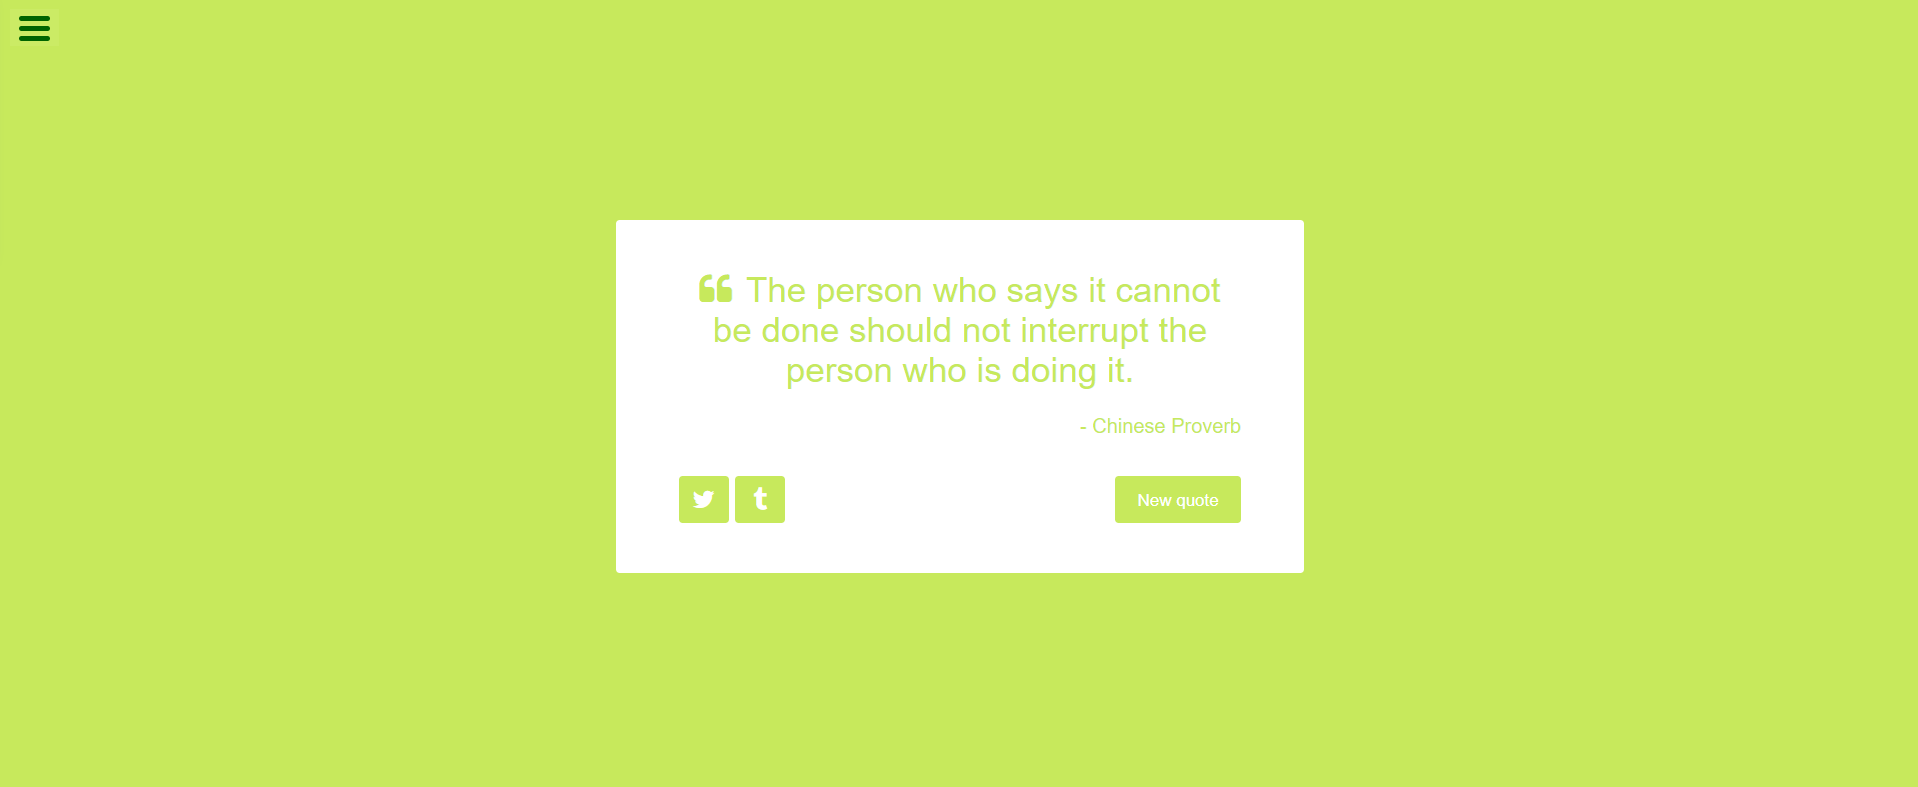 “ The person who says it cannot
be done should not interrupt the
person who is doing it.
- Chinese Proverb
New quote